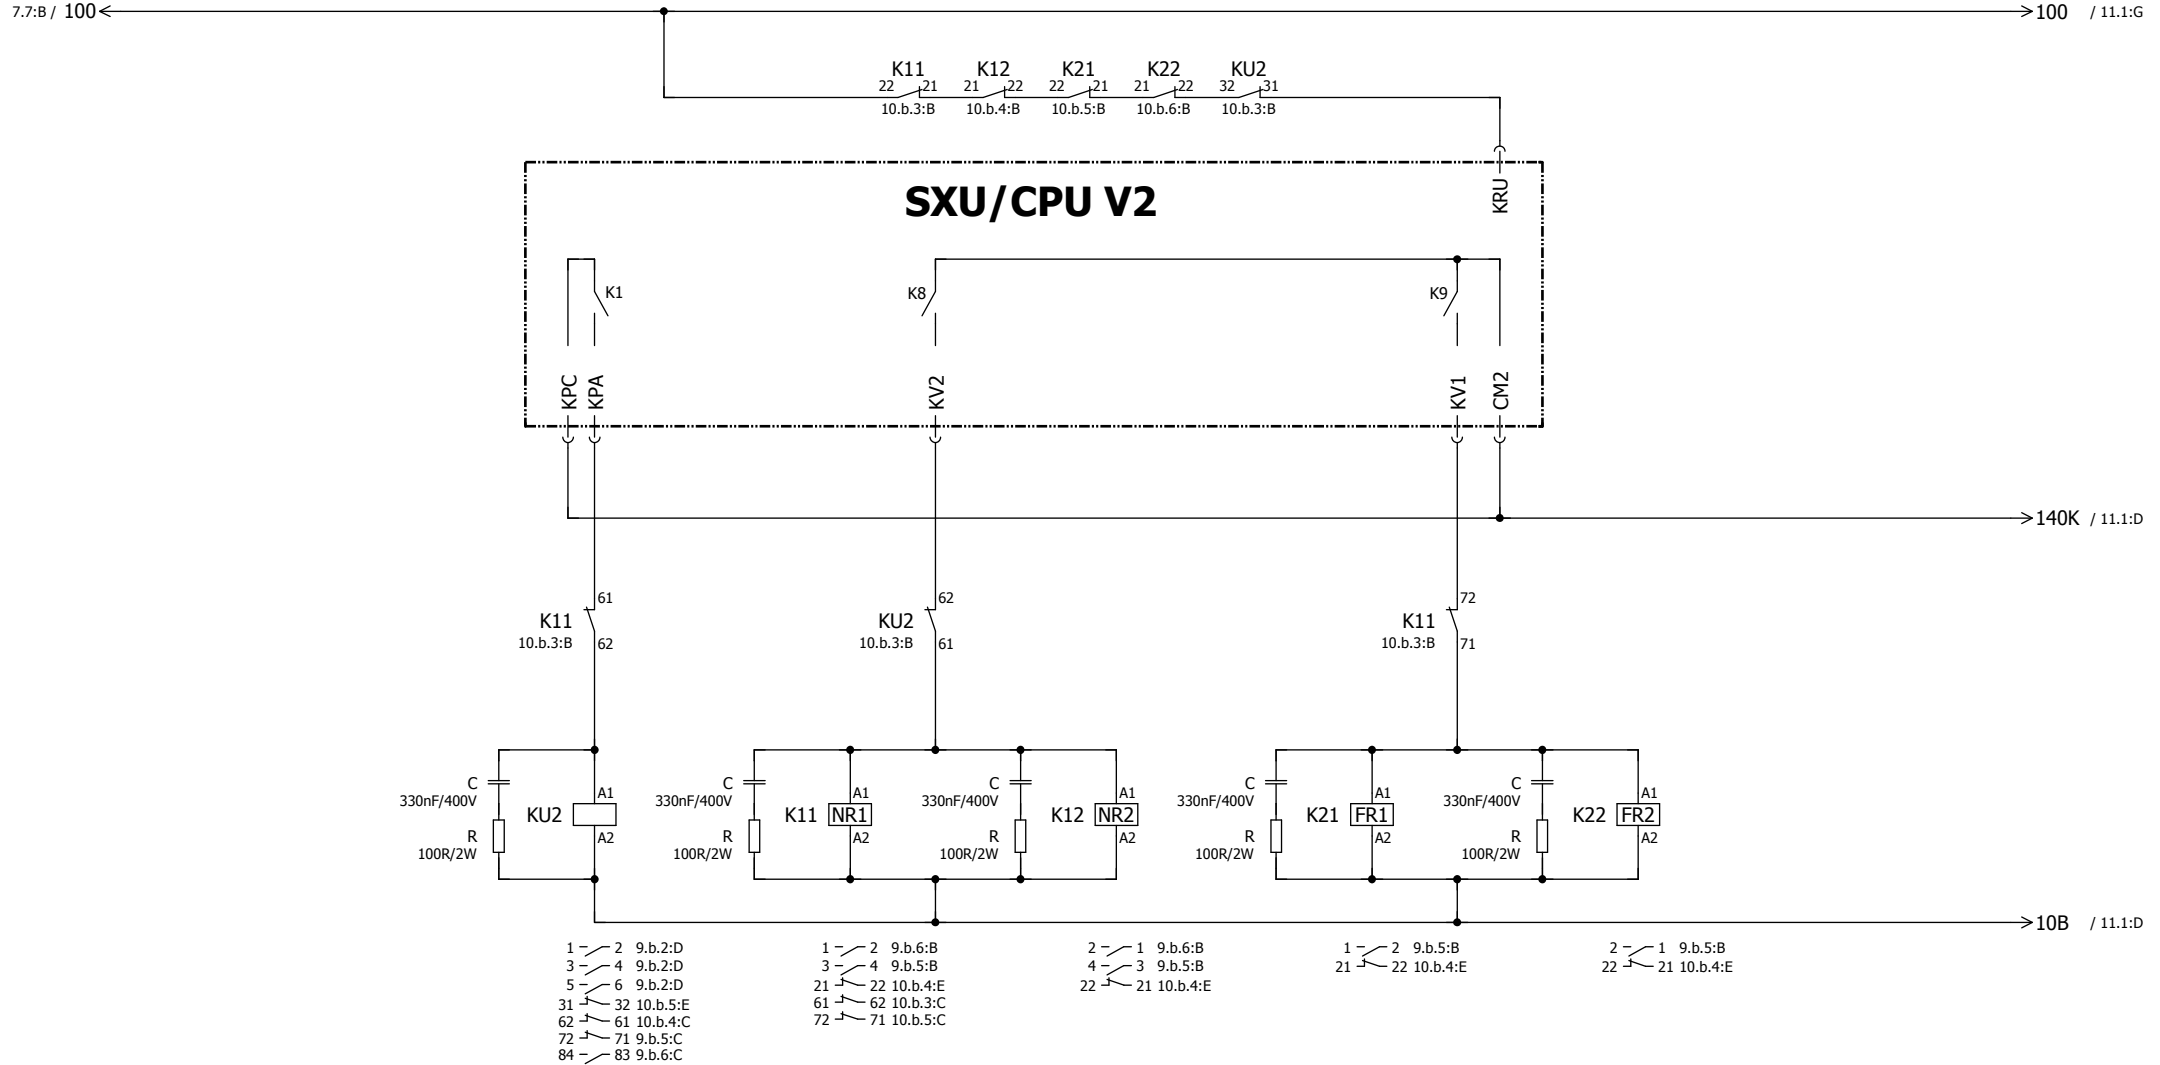 7.7:B / 100 100 / 11.1:G
K11 K12 K21 K22 KU2
22 21 21 22 22 21 21 22 32 31
10.b.3:B 10.b.4:B 10.b.5:B 10.b.6:B 10.b.3:B
SXU/CPU V2
KRU
K1 K8 K9
KPC KPA KV2 KV1 CM2
140K / 11.1:D
61 62 72
K11 KU2 K11
10.b.3:B 10.b.3:B 10.b.3:B
62 61 71
C A1 C A1 C A1 C A1 C A1
330nF/400V 330nF/400V 330nF/400V 330nF/400V 330nF/400V
KU2 K11 NR1 K12 NR2 K21 FR1 K22 FR2
R A2 R A2 R A2 R A2 R A2
100R/2W 100R/2W 100R/2W 100R/2W 100R/2W
10B / 11.1:D
1 2 9.b.2:D 1 2 9.b.6:B 2 1 9.b.6:B 1 2 9.b.5:B 2 1 9.b.5:B
3 4 9.b.2:D 3 4 9.b.5:B 4 3 9.b.5:B 21 22 10.b.4:E 22 21 10.b.4:E
5 6 9.b.2:D 21 22 10.b.4:E 22 21 10.b.4:E
31 32 10.b.5:E 61 62 10.b.3:C
62 61 10.b.4:C 72 71 10.b.5:C
72 71 9.b.5:C
84 83 9.b.6:C